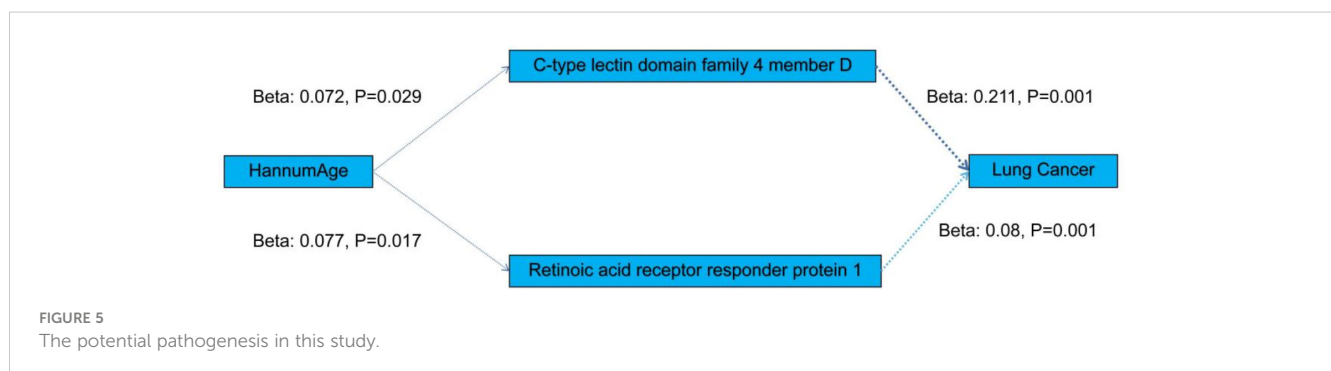 C-type lectin domain family 4 member D
Beta: 0.072, P=0.029
Beta: 0.211, P=0.001
HannumAge
Lung Cancer
Beta: 0.077, P=0.017
Beta: 0.08, P=0.001
Retinoic acid receptor responder protein 1
FIGURE 5
The potential pathogenesis in this study.